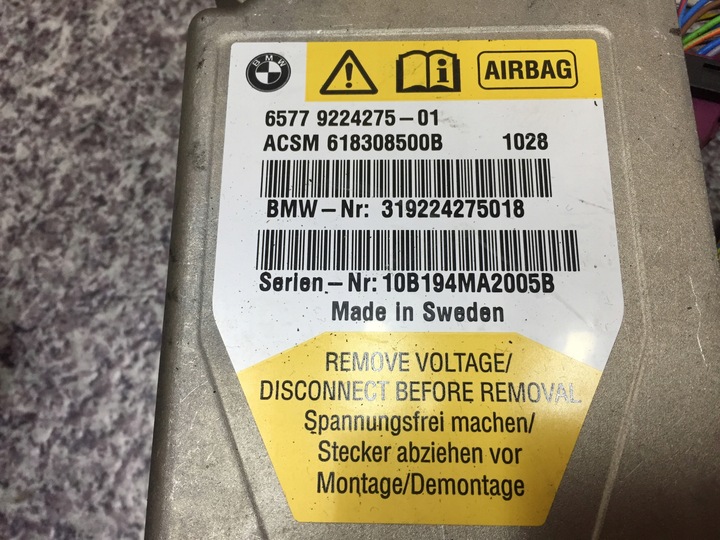 BMW
AIRBAG
6577 9224275-01
ACSM 618308500B 1028
BMW-Nr: 319224275018
Serien-Nr: 10B194MA2005B
Made in Sweden
REMOVE VOLTAGE/
DISCONNECT BEFORE REMOVAL
Spannungsfrei machen/
Stecker abziehen vor
Montage/Demontage